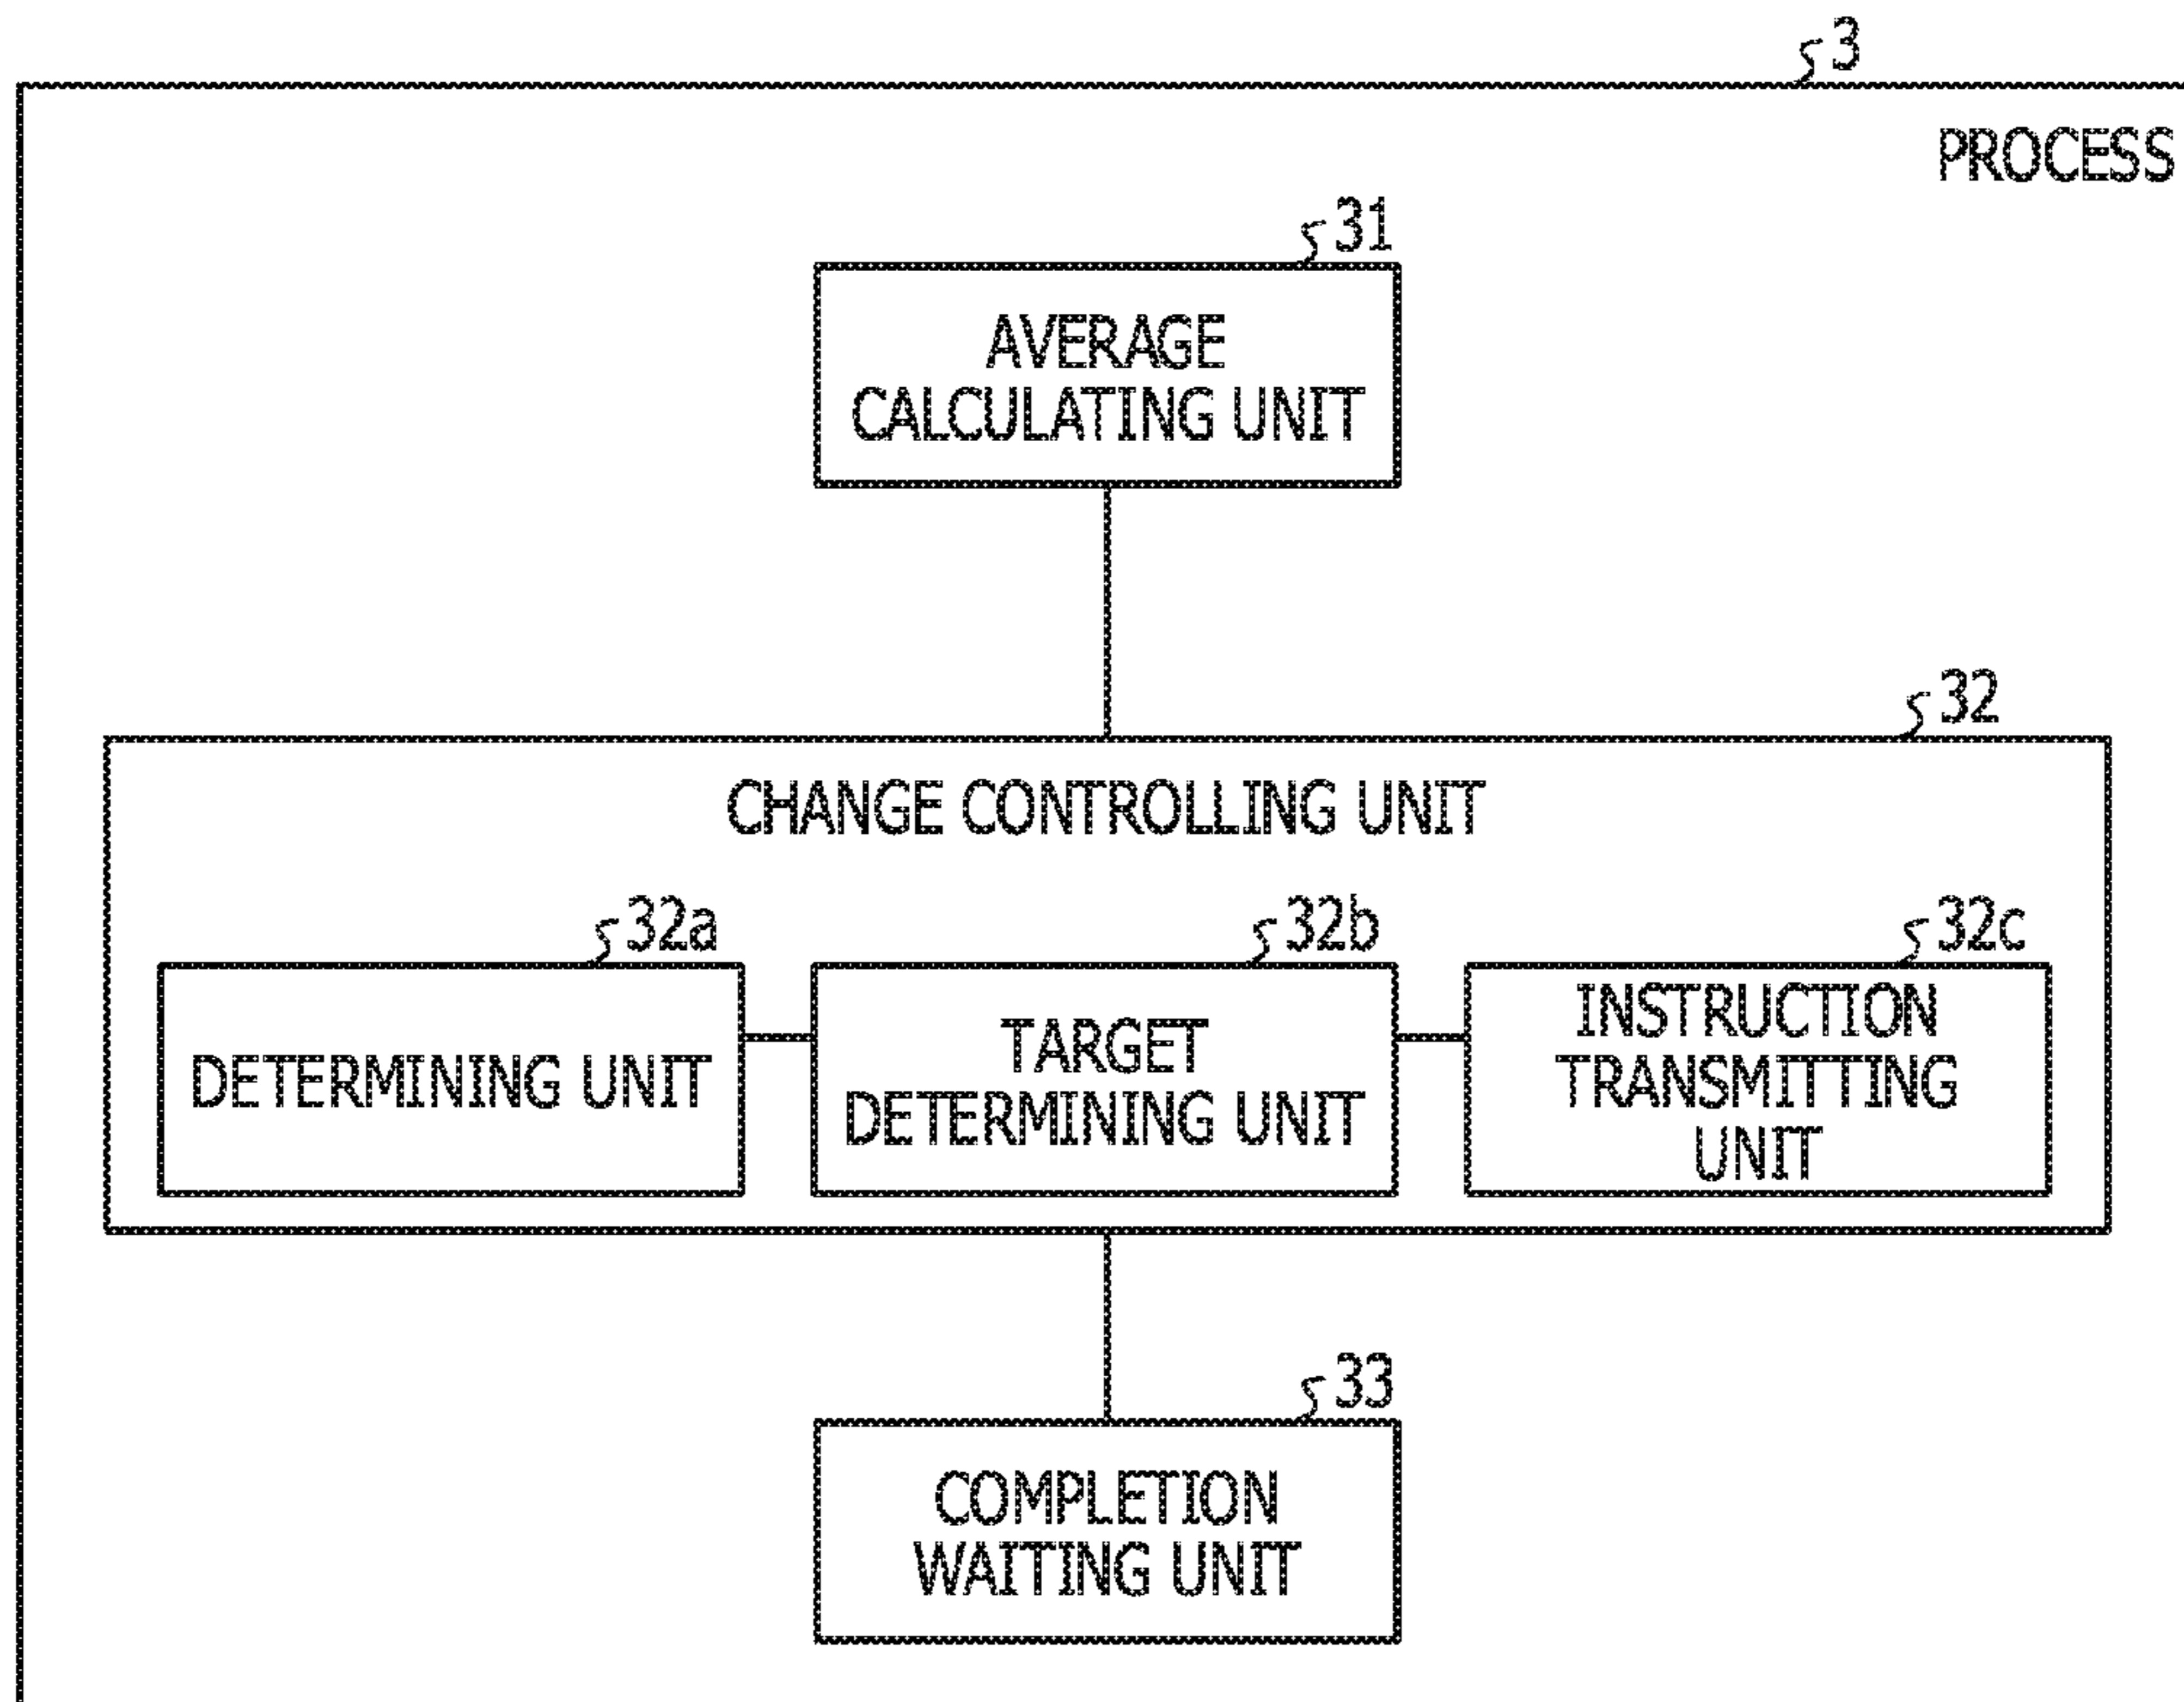 3
PROCESS
31
AVERAGE
CALCULATING UNIT
32
CHANGE CONTROLLING UNIT
32a
DETERMINING UNIT
32b
TARGET
DETERMINING UNIT
32c
INSTRUCTION
TRANSMITTING
UNIT
33
COMPLETION
WAITING UNIT